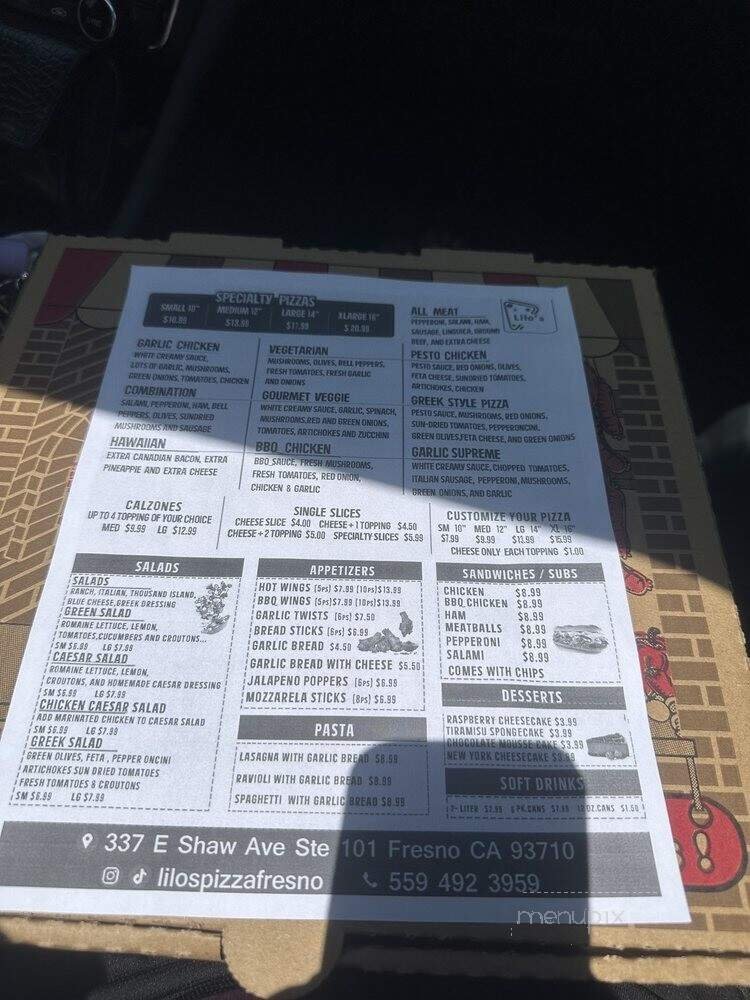 SPECIALTY PIZZAS
SMALL 10" MEDIUM 12" LARGE 14" XLARGE 16"
$10.99 $13.99 $17.99 $20.99
GARLIC CHICKEN
WHITE CREAMY SAUCE,
LOTS OF GARLIC, MUSHROOMS,
GREEN ONIONS, TOMATOES, CHICKEN
COMBINATION
SALAMI, PEPPERONI, HAM, BELL
PEPPERS, OLIVES, SUNDRIED
MUSHROOMS AND SAUSAGE
HAWAIIAN
EXTRA CANADIAN BACON, EXTRA
PINEAPPLE AND EXTRA CHEESE
VEGETARIAN
MUSHROOMS, OLIVES, BELL PEPPERS,
FRESH TOMATOES, FRESH GARLIC
AND ONIONS
GOURMET VEGGIE
WHITE CREAMY SAUCE, GARLIC, SPINACH,
MUSHROOMS, RED AND GREEN ONIONS,
TOMATOES, ARTICHOKES AND ZUCCHINI
BBQ CHICKEN
BBQ SAUCE, FRESH MUSHROOMS,
FRESH TOMATOES, RED ONION,
CHICKEN & GARLIC
ALL MEAT
PEPPERONI, SALAMI, HAM,
SAUSAGE, LINGUICA, GROUND
BEEF, AND EXTRA CHEESE
Lilo's
PESTO CHICKEN
PESTO SAUCE, RED ONIONS, OLIVES,
FETA CHEESE, SUNDRIED TOMATOES,
ARTICHOKES, CHICKEN
GREEK STYLE PIZZA
PESTO SAUCE, MUSHROOMS, RED ONIONS,
SUN-DRIED TOMATOES, PEPPERONCINI,
GREEN OLIVES, FETA CHEESE, AND GREEN ONIONS
GARLIC SUPREME
WHITE CREAMY SAUCE, CHOPPED TOMATOES,
ITALIAN SAUSAGE, PEPPERONI, MUSHROOMS,
GREEN ONIONS, AND GARLIC
CALZONES
UP TO 4 TOPPING OF YOUR CHOICE
MED $9.99 LG $12.99
SINGLE SLICES
CHEESE SLICE $4.00 CHEESE + 1 TOPPING $4.50
CHEESE + 2 TOPPING $5.00 SPECIALTY SLICES $5.99
CUSTOMIZE YOUR PIZZA
SM 10" MED 12" LG 14" XL 16"
$7.99 $9.99 $13.99 $15.99
CHEESE ONLY EACH TOPPING $1.00
SALADS
SALADS
RANCH, ITALIAN, THOUSAND ISLAND,
BLUE CHEESE, GREEK DRESSING
GREEN SALAD
ROMAINE LETTUCE, LEMON,
TOMATOES, CUCUMBERS AND CROUTONS...
SM $6.99 LG $7.99
CAESAR SALAD
ROMAINE LETTUCE, LEMON,
CROUTONS, AND HOMEMADE CAESAR DRESSING
SM $6.99 LG $7.99
CHICKEN CAESAR SALAD
ADD MARINATED CHICKEN TO CAESAR SALAD
SM $6.99 LG $7.99
GREEK SALAD
GREEN OLIVES, FETA, PEPPER ONCINI
ARTICHOKES SUN DRIED TOMATOES
FRESH TOMATOES & CROUTONS
SM $6.99 LG $7.99
APPETIZERS
HOT WINGS (5PS) $7.99 (10PS) $13.99
BBQ WINGS (5PS) $7.99 (10PS) $13.99
GARLIC TWISTS (6PS) $7.50
BREAD STICKS (6PS) $6.99
GARLIC BREAD $4.50
GARLIC BREAD WITH CHEESE $5.50
JALAPENO POPPERS (6PS) $6.99
MOZZARELA STICKS (8PS) $6.99
PASTA
LASAGNA WITH GARLIC BREAD $8.99
RAVIOLI WITH GARLIC BREAD $8.99
SPAGHETTI WITH GARLIC BREAD $8.99
SANDWICHES / SUBS
CHICKEN $8.99
BBQ CHICKEN $8.99
HAM $8.99
MEATBALLS $8.99
PEPPERONI $8.99
SALAMI $8.99
COMES WITH CHIPS
DESSERTS
RASPBERRY CHEESECAKE $3.99
TIRAMISU SPONGECAKE $3.99
CHOCOLATE MOUSSE CAKE $3.99
NEW YORK CHEESECAKE $3.99
SOFT DRINKS
2-LITER $2.99 6 PK.CANS $7.99 12 OZ.CANS $1.50
337 E Shaw Ave Ste 101 Fresno CA 93710
lilospizzafresno 559 492 3959
menupix